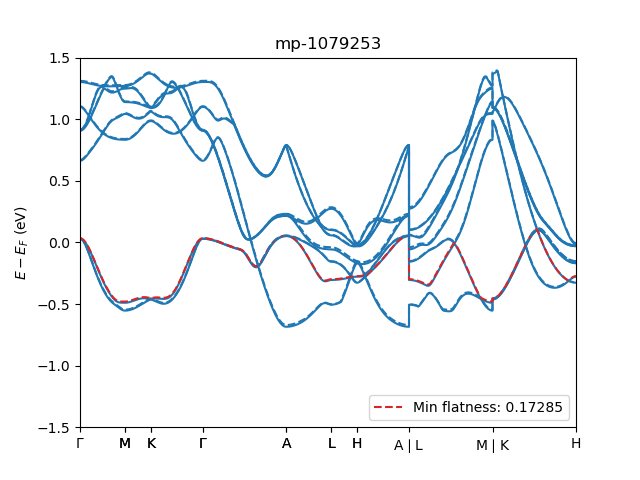 mp-1079253
E − E_F (eV)
1.5
1.0
0.5
0.0
−0.5
−1.0
−1.5
Min flatness: 0.17285
Γ M K Γ A L H A | L M | K H